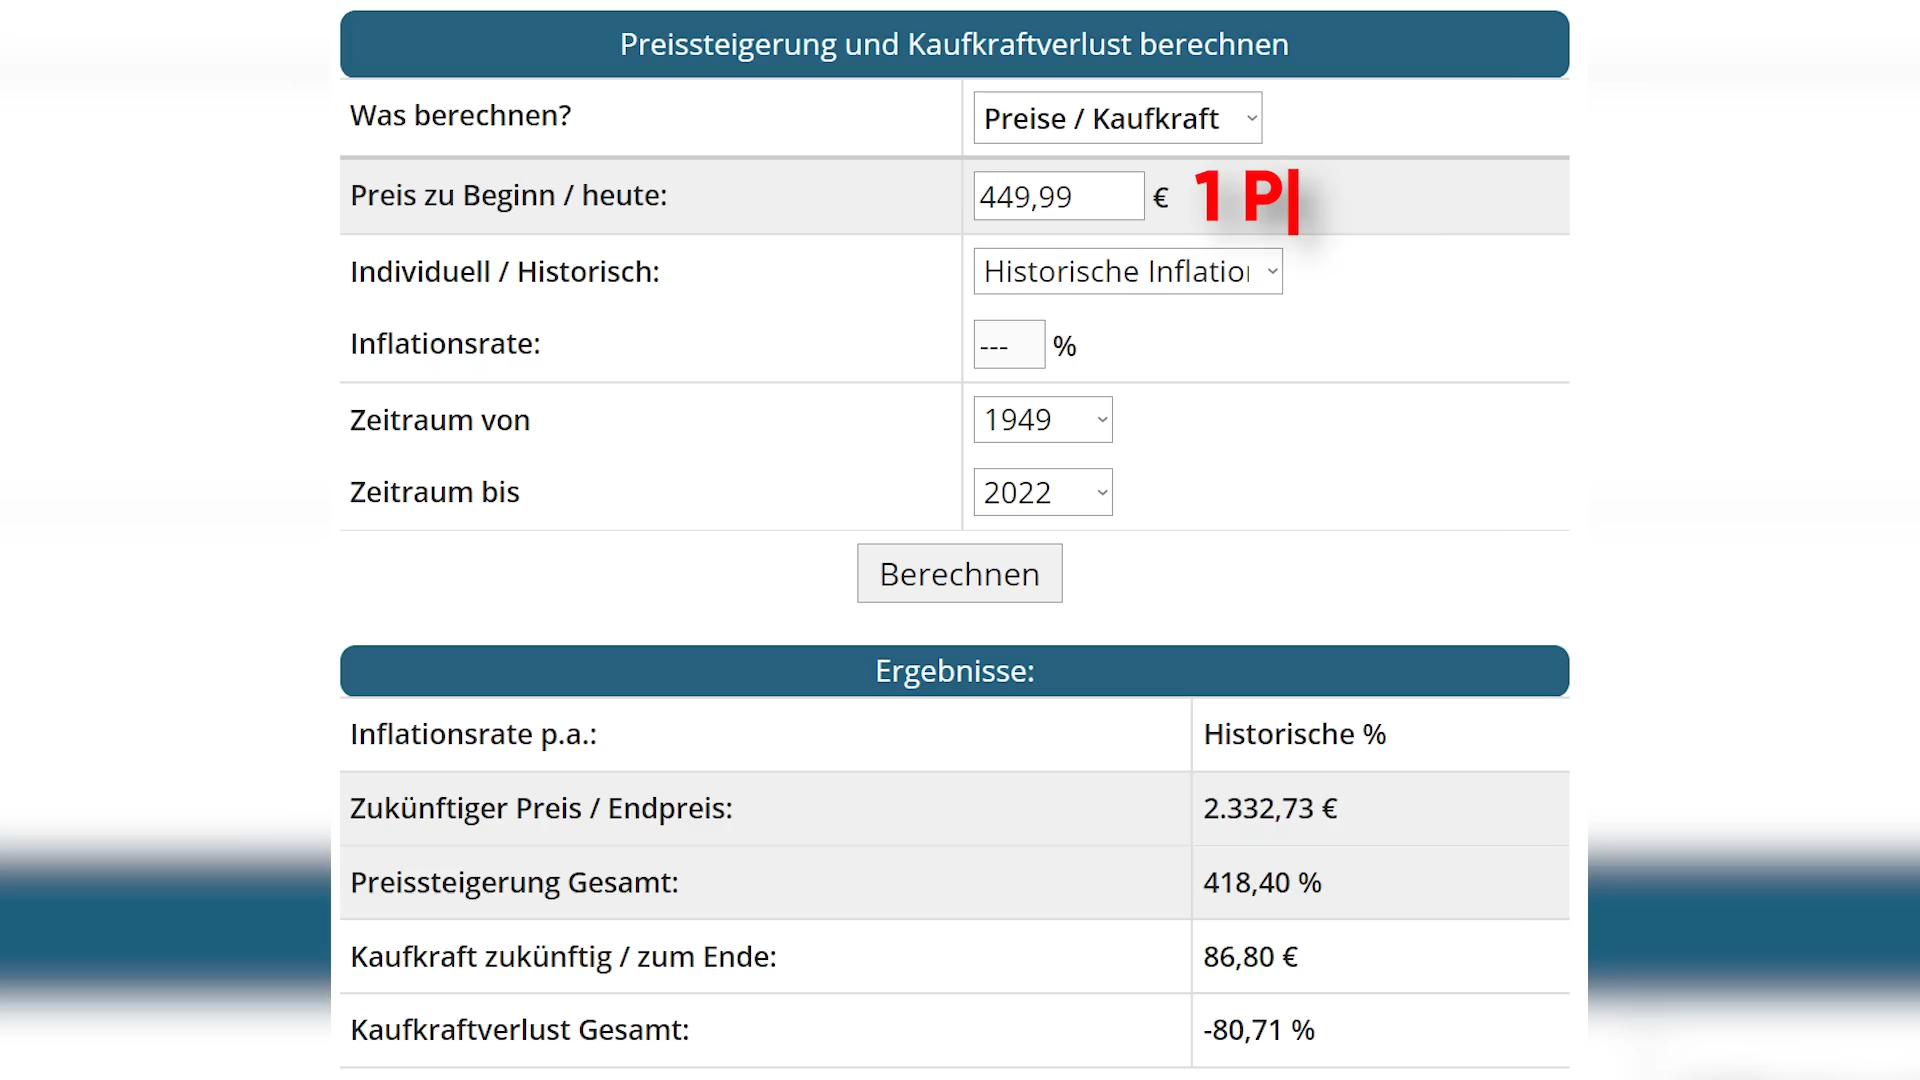 Preissteigerung und Kaufkraftverlust berechnen
Was berechnen? Preise / Kaufkraft
Preis zu Beginn / heute: 449,99 € 1 P
Individuell / Historisch: Historische Inflation
Inflationsrate: --- %
Zeitraum von 1949
Zeitraum bis 2022
Berechnen
Ergebnisse:
Inflationsrate p.a.: Historische %
Zukünftiger Preis / Endpreis: 2.332,73 €
Preissteigerung Gesamt: 418,40 %
Kaufkraft zukünftig / zum Ende: 86,80 €
Kaufkraftverlust Gesamt: -80,71 %